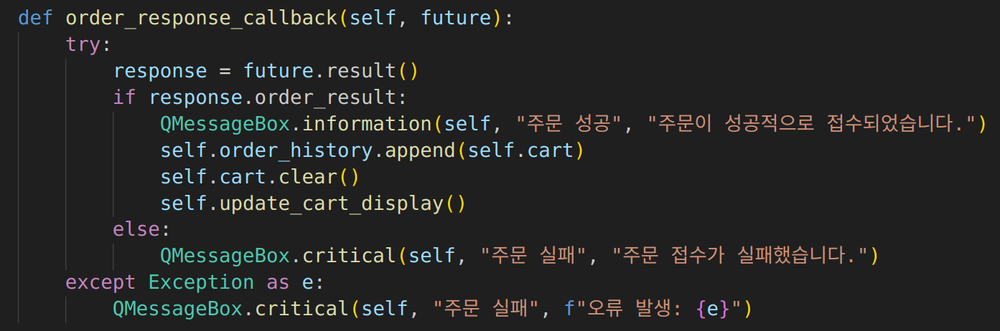 def order_response_callback(self, future):
    try:
        response = future.result()
        if response.order_result:
            QMessageBox.information(self, "주문 성공", "주문이 성공적으로 접수되었습니다.")
            self.order_history.append(self.cart)
            self.cart.clear()
            self.update_cart_display()
        else:
            QMessageBox.critical(self, "주문 실패", "주문 접수가 실패했습니다.")
    except Exception as e:
        QMessageBox.critical(self, "주문 실패", f"오류 발생: {e}")